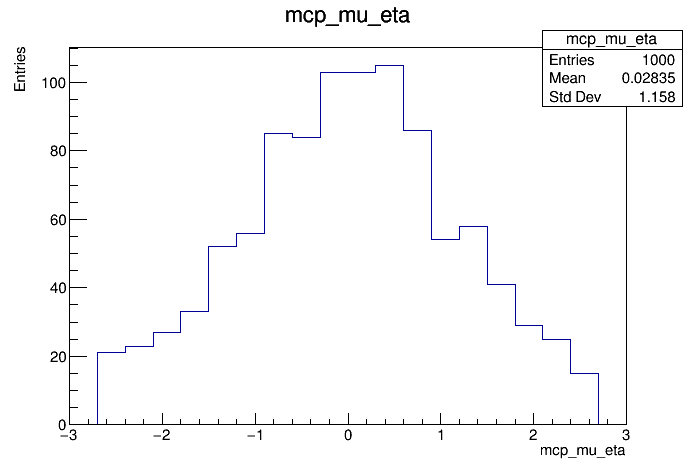 mcp_mu_eta
mcp_mu_eta
Entries 1000
Mean 0.02835
Std Dev 1.158
Entries
100
80
60
40
20
0
−3 −2 −1 0 1 2 3
mcp_mu_eta